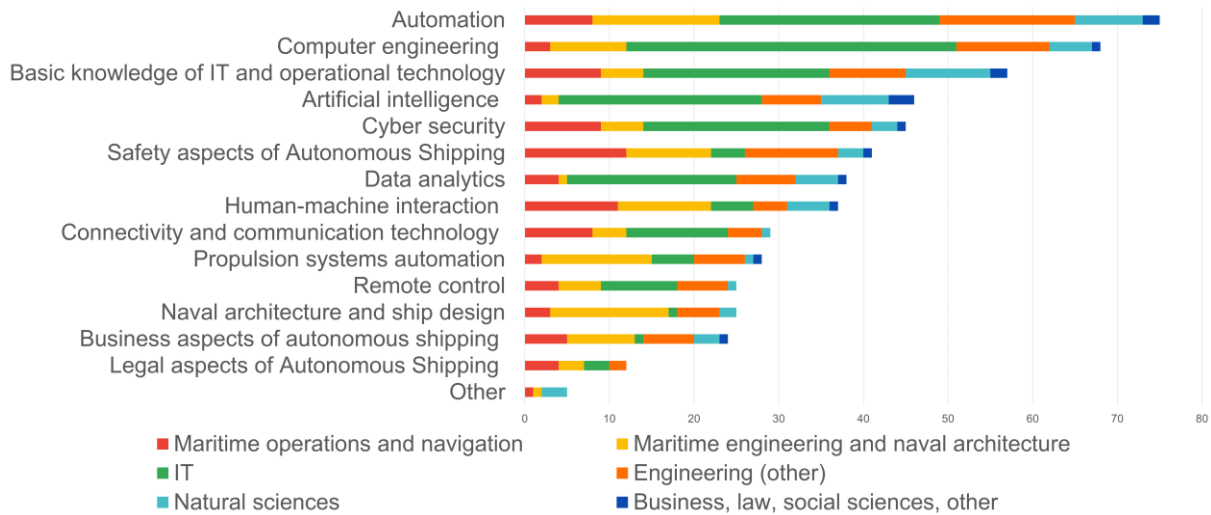 Automation
Computer engineering
Basic knowledge of IT and operational technology
Artificial intelligence
Cyber security
Safety aspects of Autonomous Shipping
Data analytics
Human-machine interaction
Connectivity and communication technology
Propulsion systems automation
Remote control
Naval architecture and ship design
Business aspects of autonomous shipping
Legal aspects of Autonomous Shipping
Other
0 10 20 30 40 50 60 70 80
Maritime operations and navigation Maritime engineering and naval architecture
IT Engineering (other)
Natural sciences Business, law, social sciences, other